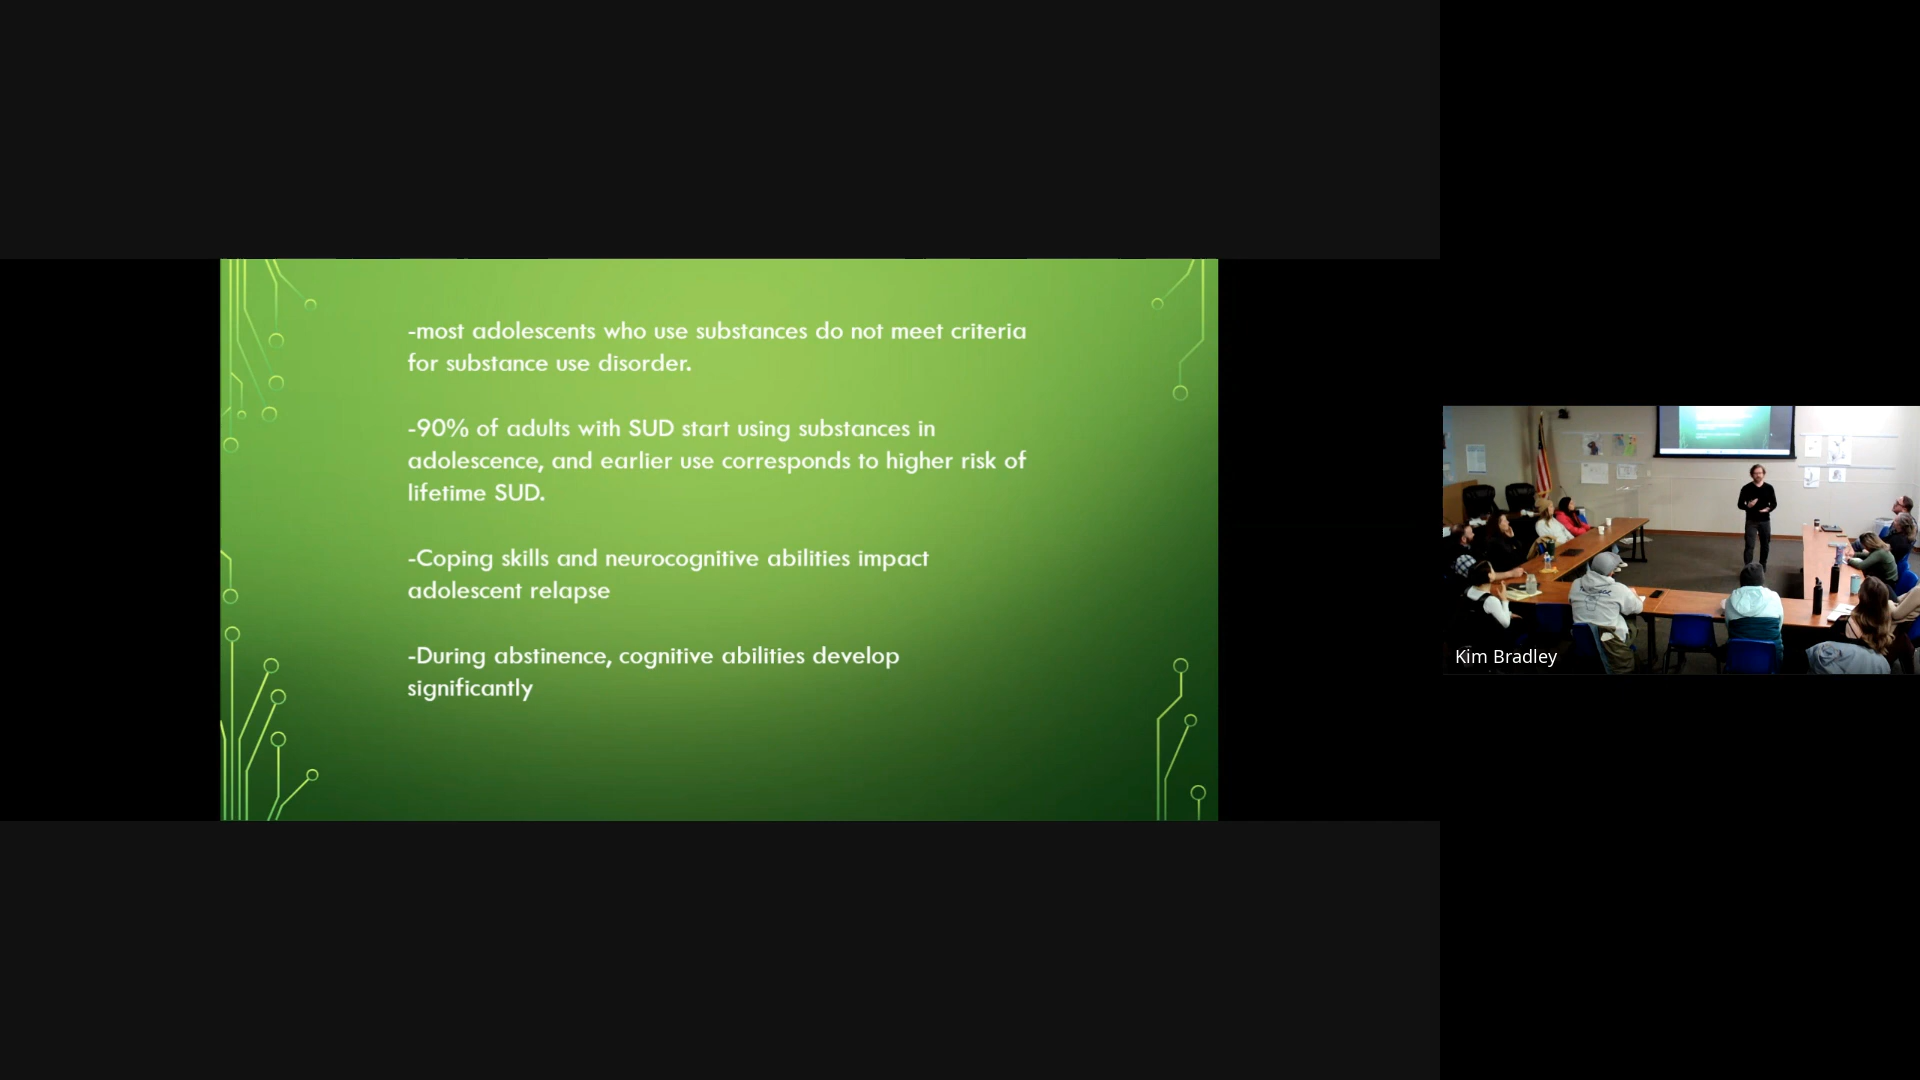 -most adolescents who use substances do not meet criteria
for substance use disorder.
-90% of adults with SUD start using substances in
adolescence, and earlier use corresponds to higher risk of
lifetime SUD.
-Coping skills and neurocognitive abilities impact
adolescent relapse
-During abstinence, cognitive abilities develop
significantly
Kim Bradley